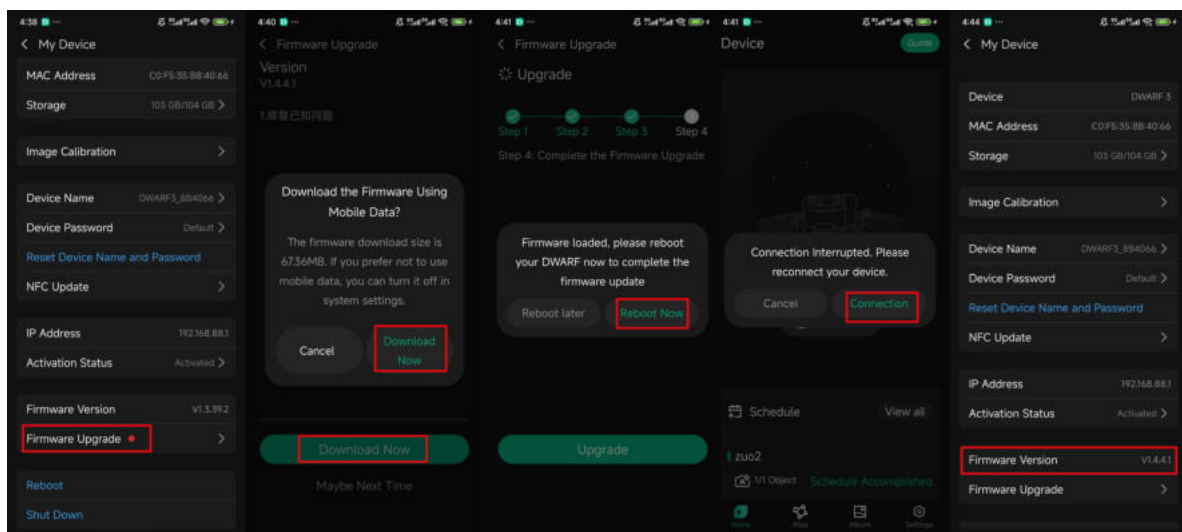 4:38
My Device
MAC Address C0:F5:35:8B:40:66
Storage 103 GB/104 GB
Image Calibration
Device Name DWARF3_8B4066
Device Password Default
Reset Device Name and Password
NFC Update
IP Address 192.168.88.1
Activation Status Activated
Firmware Version V1.3.39.2
Firmware Upgrade
Reboot
Shut Down
4:40
Firmware Upgrade
Version
V1.4.4.1
1.修复已知问题
Download the Firmware Using
Mobile Data?
The firmware download size is
67.36MB. If you prefer not to use
mobile data, you can turn it off in
system settings.
Cancel
Download
Now
Download Now
Maybe Next Time
4:41
Firmware Upgrade
Upgrade
Step 1 Step 2 Step 3 Step 4
Step 4: Complete the Firmware Upgrade
Firmware loaded, please reboot
your DWARF now to complete the
firmware update
Reboot later Reboot Now
Upgrade
4:41
Device Guide
Connection Interrupted. Please
reconnect your device.
Cancel Connection
Schedule View all
zuo2
1/1 Object Schedule Accomplished
Home Atlas Album Settings
4:44
My Device
Device DWARF 3
MAC Address C0:F5:35:8B:40:66
Storage 103 GB/104 GB
Image Calibration
Device Name DWARF3_8B4066
Device Password Default
Reset Device Name and Password
NFC Update
IP Address 192.168.88.1
Activation Status Activated
Firmware Version V1.4.4.1
Firmware Upgrade